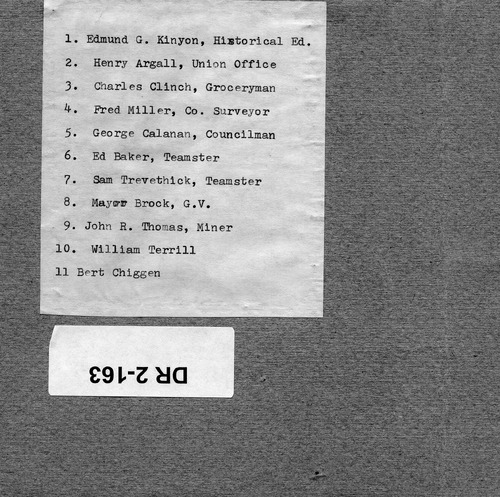 1. Edmund G. Kinyon, Historical Ed.
2. Henry Argall, Union Office
3. Charles Clinch, Groceryman
4. Fred Miller, Co. Surveyor
5. George Calanan, Councilman
6. Ed Baker, Teamster
7. Sam Trevethick, Teamster
8. Mayor Brock, G.V.
9. John R. Thomas, Miner
10. William Terrill
11 Bert Chiggen
DR 2-163